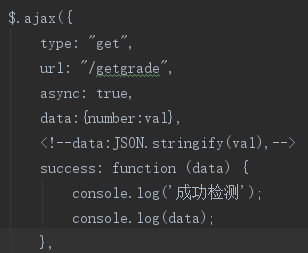 $.ajax({
type: "get",
url: "/getgrade",
async: true,
data:{number:val},
<!--data:JSON.stringify(val),-->
success: function (data) {
console.log('成功检测');
console.log(data);
},